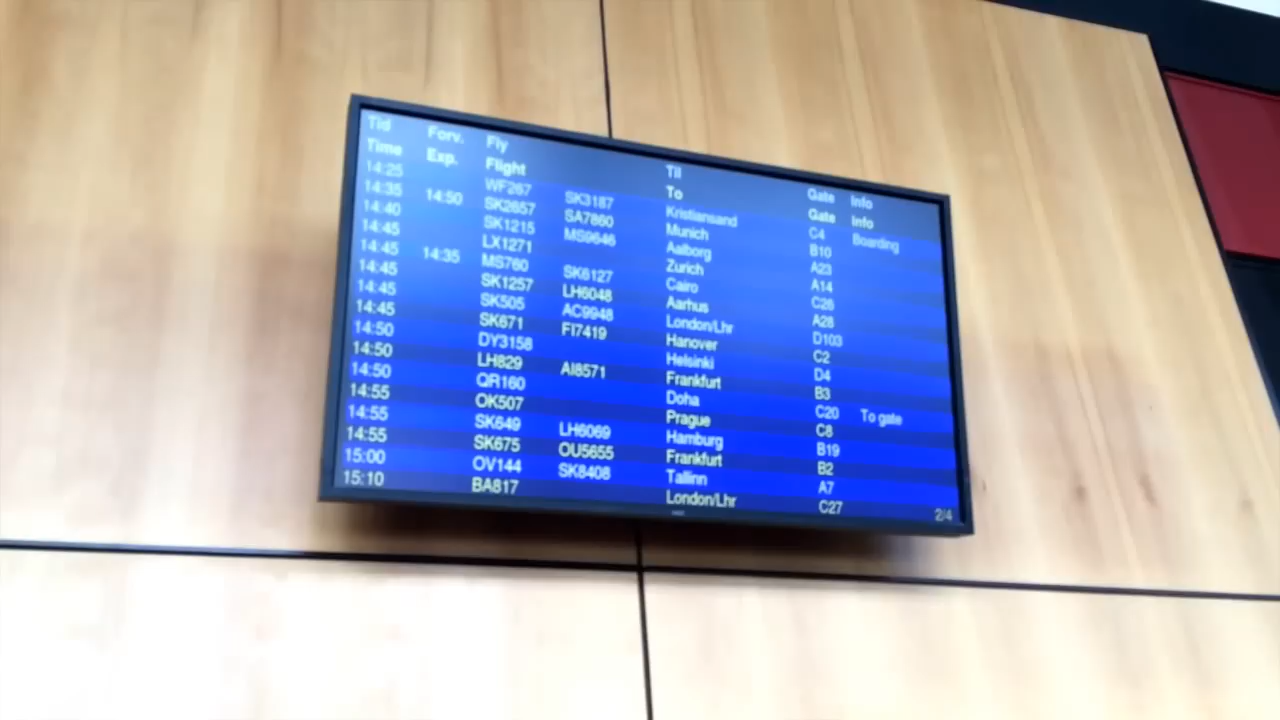 Tid Forv. Fly Til Gate Info
Time Exp. Flight To Gate Info
14:25 WF267 SK3187 Kristiansand C4 Boarding
14:35 14:50 SK2657 SA7860 Munich B10
14:40 SK1215 MS9646 Aalborg A23
14:45 LX1271 Zurich A14
14:45 14:35 MS760 SK6127 Cairo C26
14:45 SK1257 LH6048 Aarhus A28
14:45 SK505 AC9948 London/Lhr D103
14:45 SK671 FI7419 Hanover C2
14:50 DY3158 Helsinki D4
14:50 LH829 AI8571 Frankfurt B3
14:50 QR160 Doha C20 To gate
14:55 OK507 Prague C8
14:55 SK649 LH6069 Hamburg B19
14:55 SK675 OU5655 Frankfurt B2
15:00 OV144 SK8408 Tallinn A7
15:10 BA817 London/Lhr C27
2/4